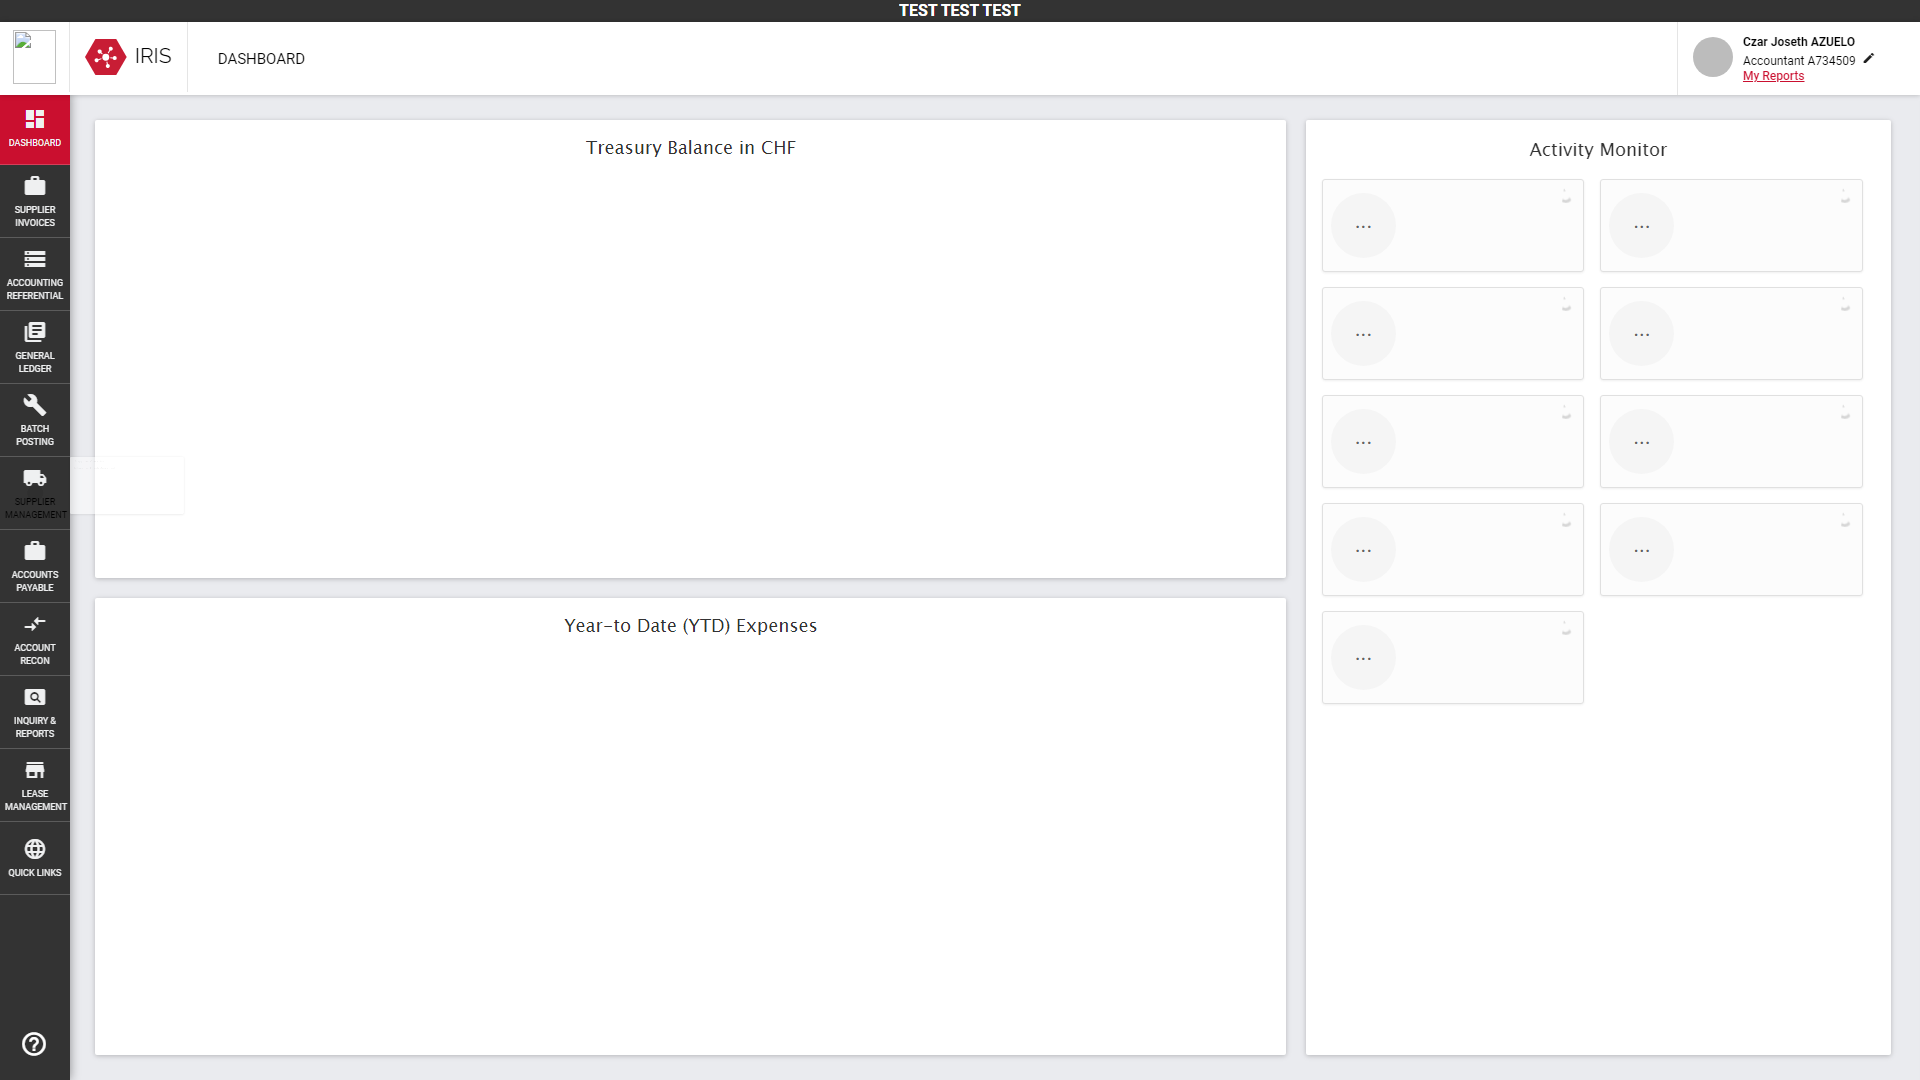 TEST TEST TEST
IRIS
DASHBOARD
Czar Joseth AZUELO
Accountant A734509
My Reports
DASHBOARD
SUPPLIER
INVOICES
ACCOUNTING
REFERENTIAL
GENERAL
LEDGER
BATCH
POSTING
SUPPLIER
MANAGEMENT
ACCOUNTS
PAYABLE
ACCOUNT
RECON
INQUIRY &
REPORTS
LEASE
MANAGEMENT
QUICK LINKS
Treasury Balance in CHF
Year-to Date (YTD) Expenses
Activity Monitor
... ...
... ...
... ...
... ...
...